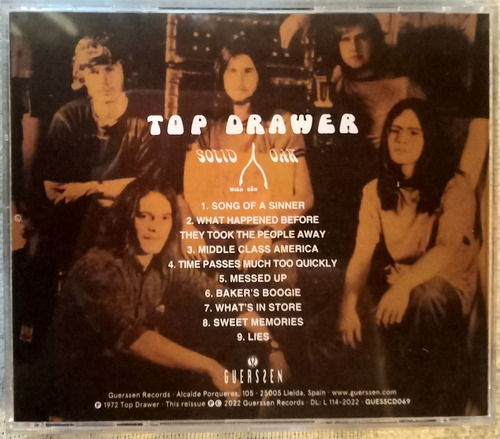 TOP DRAWER
SOLID OAK
1. SONG OF A SINNER
2. WHAT HAPPENED BEFORE
THEY TOOK THE PEOPLE AWAY
3. MIDDLE CLASS AMERICA
4. TIME PASSES MUCH TOO QUICKLY
5. MESSED UP
6. BAKER'S BOOGIE
7. WHAT'S IN STORE
8. SWEET MEMORIES
9. LIES
GUERSSEN
Guerssen Records · Alcalde Porqueres, 105 · 25005 Lleida, Spain · www.guerssen.com
℗ 1972 Top Drawer · This reissue ℗ © 2022 Guerssen Records · DL: L 114-2022 · GUESSCD069